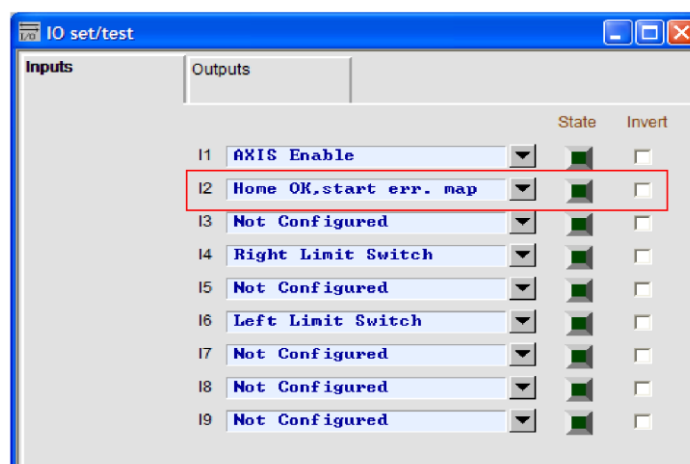 I/O IO set/test
Inputs Outputs
State Invert
I1 AXIS Enable
I2 Home OK,start err. map
I3 Not Configured
I4 Right Limit Switch
I5 Not Configured
I6 Left Limit Switch
I7 Not Configured
I8 Not Configured
I9 Not Configured